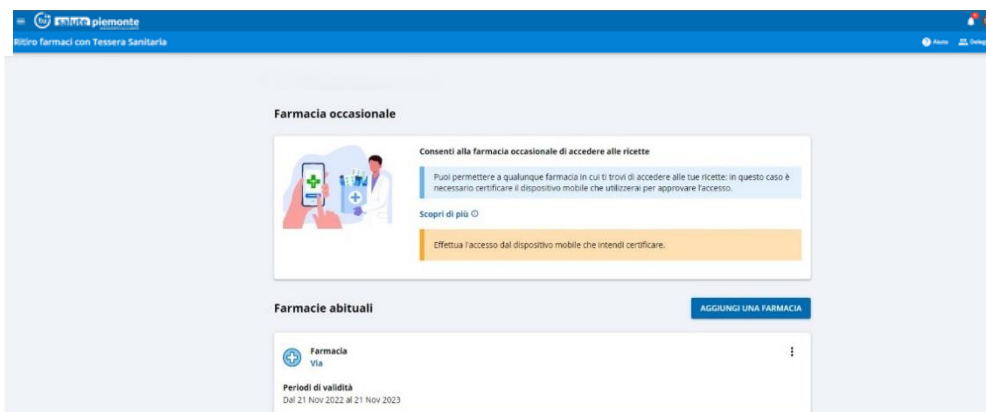 tu salute piemonte
Ritiro farmaci con Tessera Sanitaria
Aiuto
Farmacia occasionale
Consenti alla farmacia occasionale di accedere alle ricette
Puoi permettere a qualunque farmacia in cui ti trovi di accedere alle tue ricette: in questo caso è
necessario certificare il dispositivo mobile che utilizzerai per approvare l'accesso.
Scopri di più
Effettua l'accesso dal dispositivo mobile che intendi certificare.
Farmacie abituali
AGGIUNGI UNA FARMACIA
Farmacia
Via
Periodi di validità
Dal 21 Nov 2022 al 21 Nov 2023